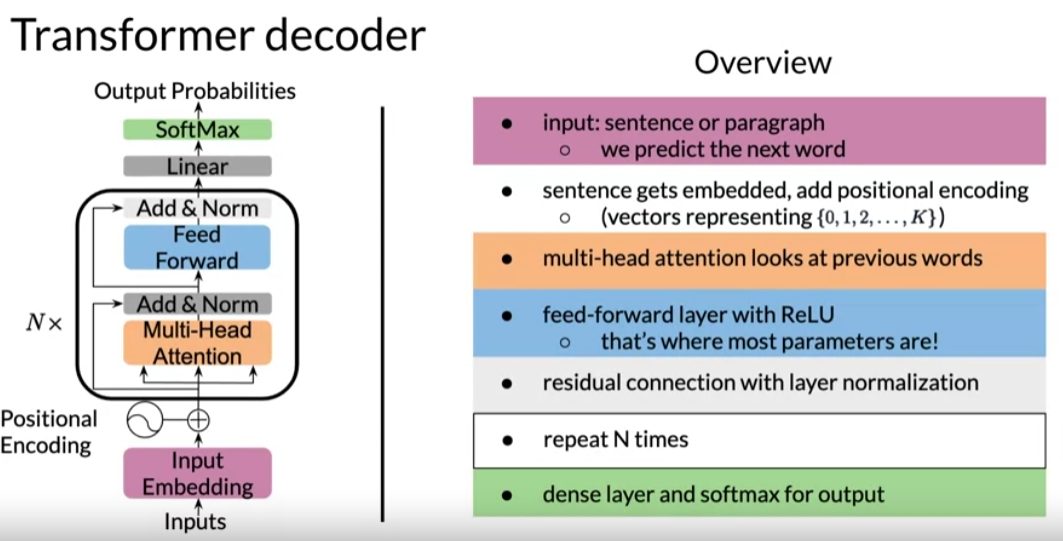 Transformer decoder
Output Probabilities
SoftMax
Linear
Add & Norm
Feed
Forward
Add & Norm
Multi-Head
Attention
N×
Positional
Encoding
Input
Embedding
Inputs
Overview
● input: sentence or paragraph
○ we predict the next word
● sentence gets embedded, add positional encoding
○ (vectors representing {0, 1, 2, . . . , K})
● multi-head attention looks at previous words
● feed-forward layer with ReLU
○ that's where most parameters are!
● residual connection with layer normalization
● repeat N times
● dense layer and softmax for output